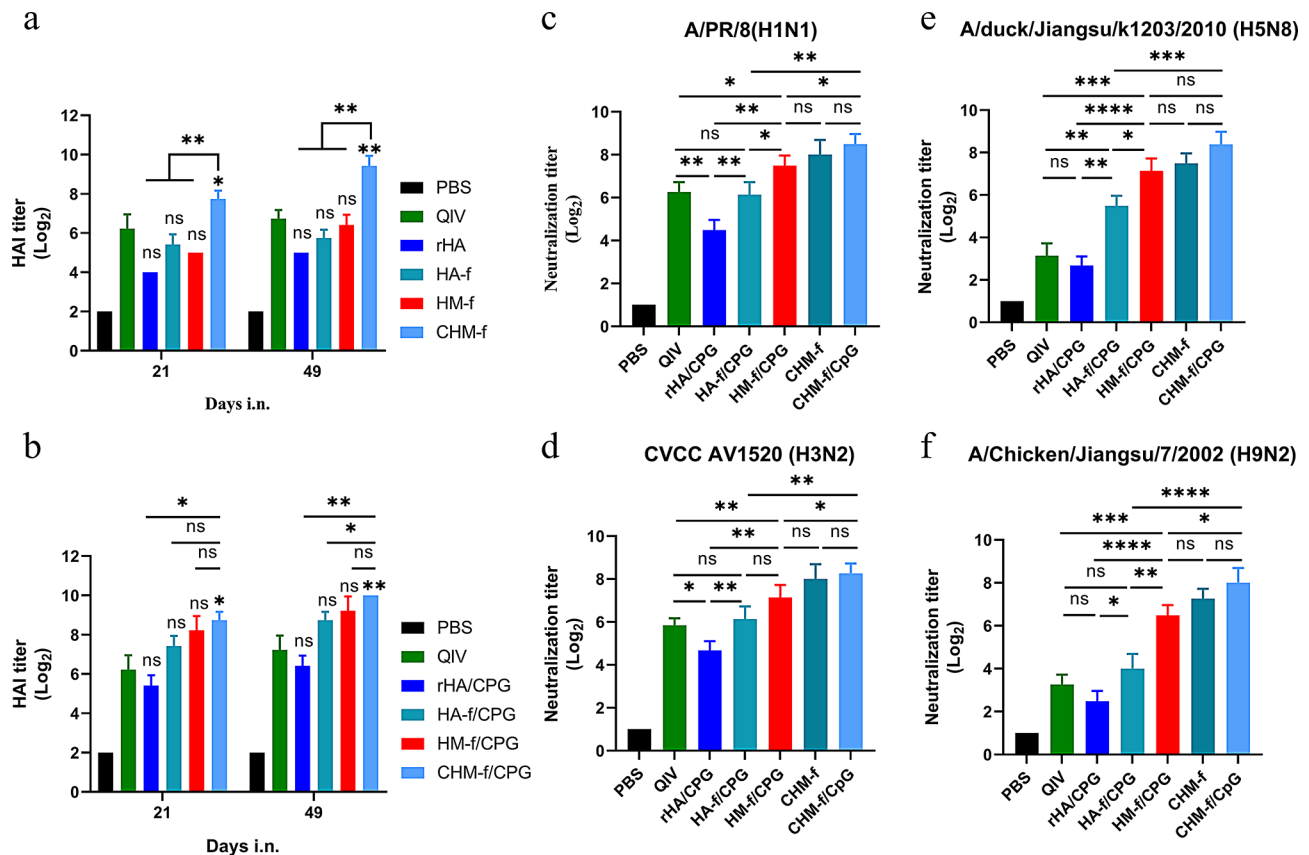 a
HAI titer
(Log2)
12
10
8
6
4
2
0
ns
ns
ns
*
**
ns
ns
ns
**
**
21
49
Days i.n.
PBS
QIV
rHA
HA-f
HM-f
CHM-f
b
HAI titer
(Log2)
12
10
8
6
4
2
0
*
ns
ns
ns
ns
ns
*
**
*
ns
ns
ns
ns
**
21
49
Days i.n.
PBS
QIV
rHA/CPG
HA-f/CPG
HM-f/CPG
CHM-f/CPG
c
A/PR/8(H1N1)
Neutralization titer
(Log2)
10
8
6
4
2
0
**
* *
** ns ns
ns *
** **
PBS
QIV
rHA/CPG
HA-f/CPG
HM-f/CPG
CHM-f
CHM-f/CpG
d
CVCC AV1520 (H3N2)
Neutralization titer
(Log2)
10
8
6
4
2
0
**
** *
** ns ns
ns ns
* **
PBS
QIV
rHA/CPG
HA-f/CPG
HM-f/CPG
CHM-f
CHM-f/CpG
e
A/duck/Jiangsu/k1203/2010 (H5N8)
Neutralization titer
(Log2)
10
8
6
4
2
0
***
*** ns
**** ns ns
** *
ns **
PBS
QIV
rHA/CPG
HA-f/CPG
HM-f/CPG
CHM-f
CHM-f/CpG
f
A/Chicken/Jiangsu/7/2002 (H9N2)
Neutralization titer
(Log2)
10
8
6
4
2
0
****
*** *
**** ns ns
ns **
ns *
PBS
QIV
rHA/CPG
HA-f/CPG
HM-f/CPG
CHM-f
CHM-f/CpG